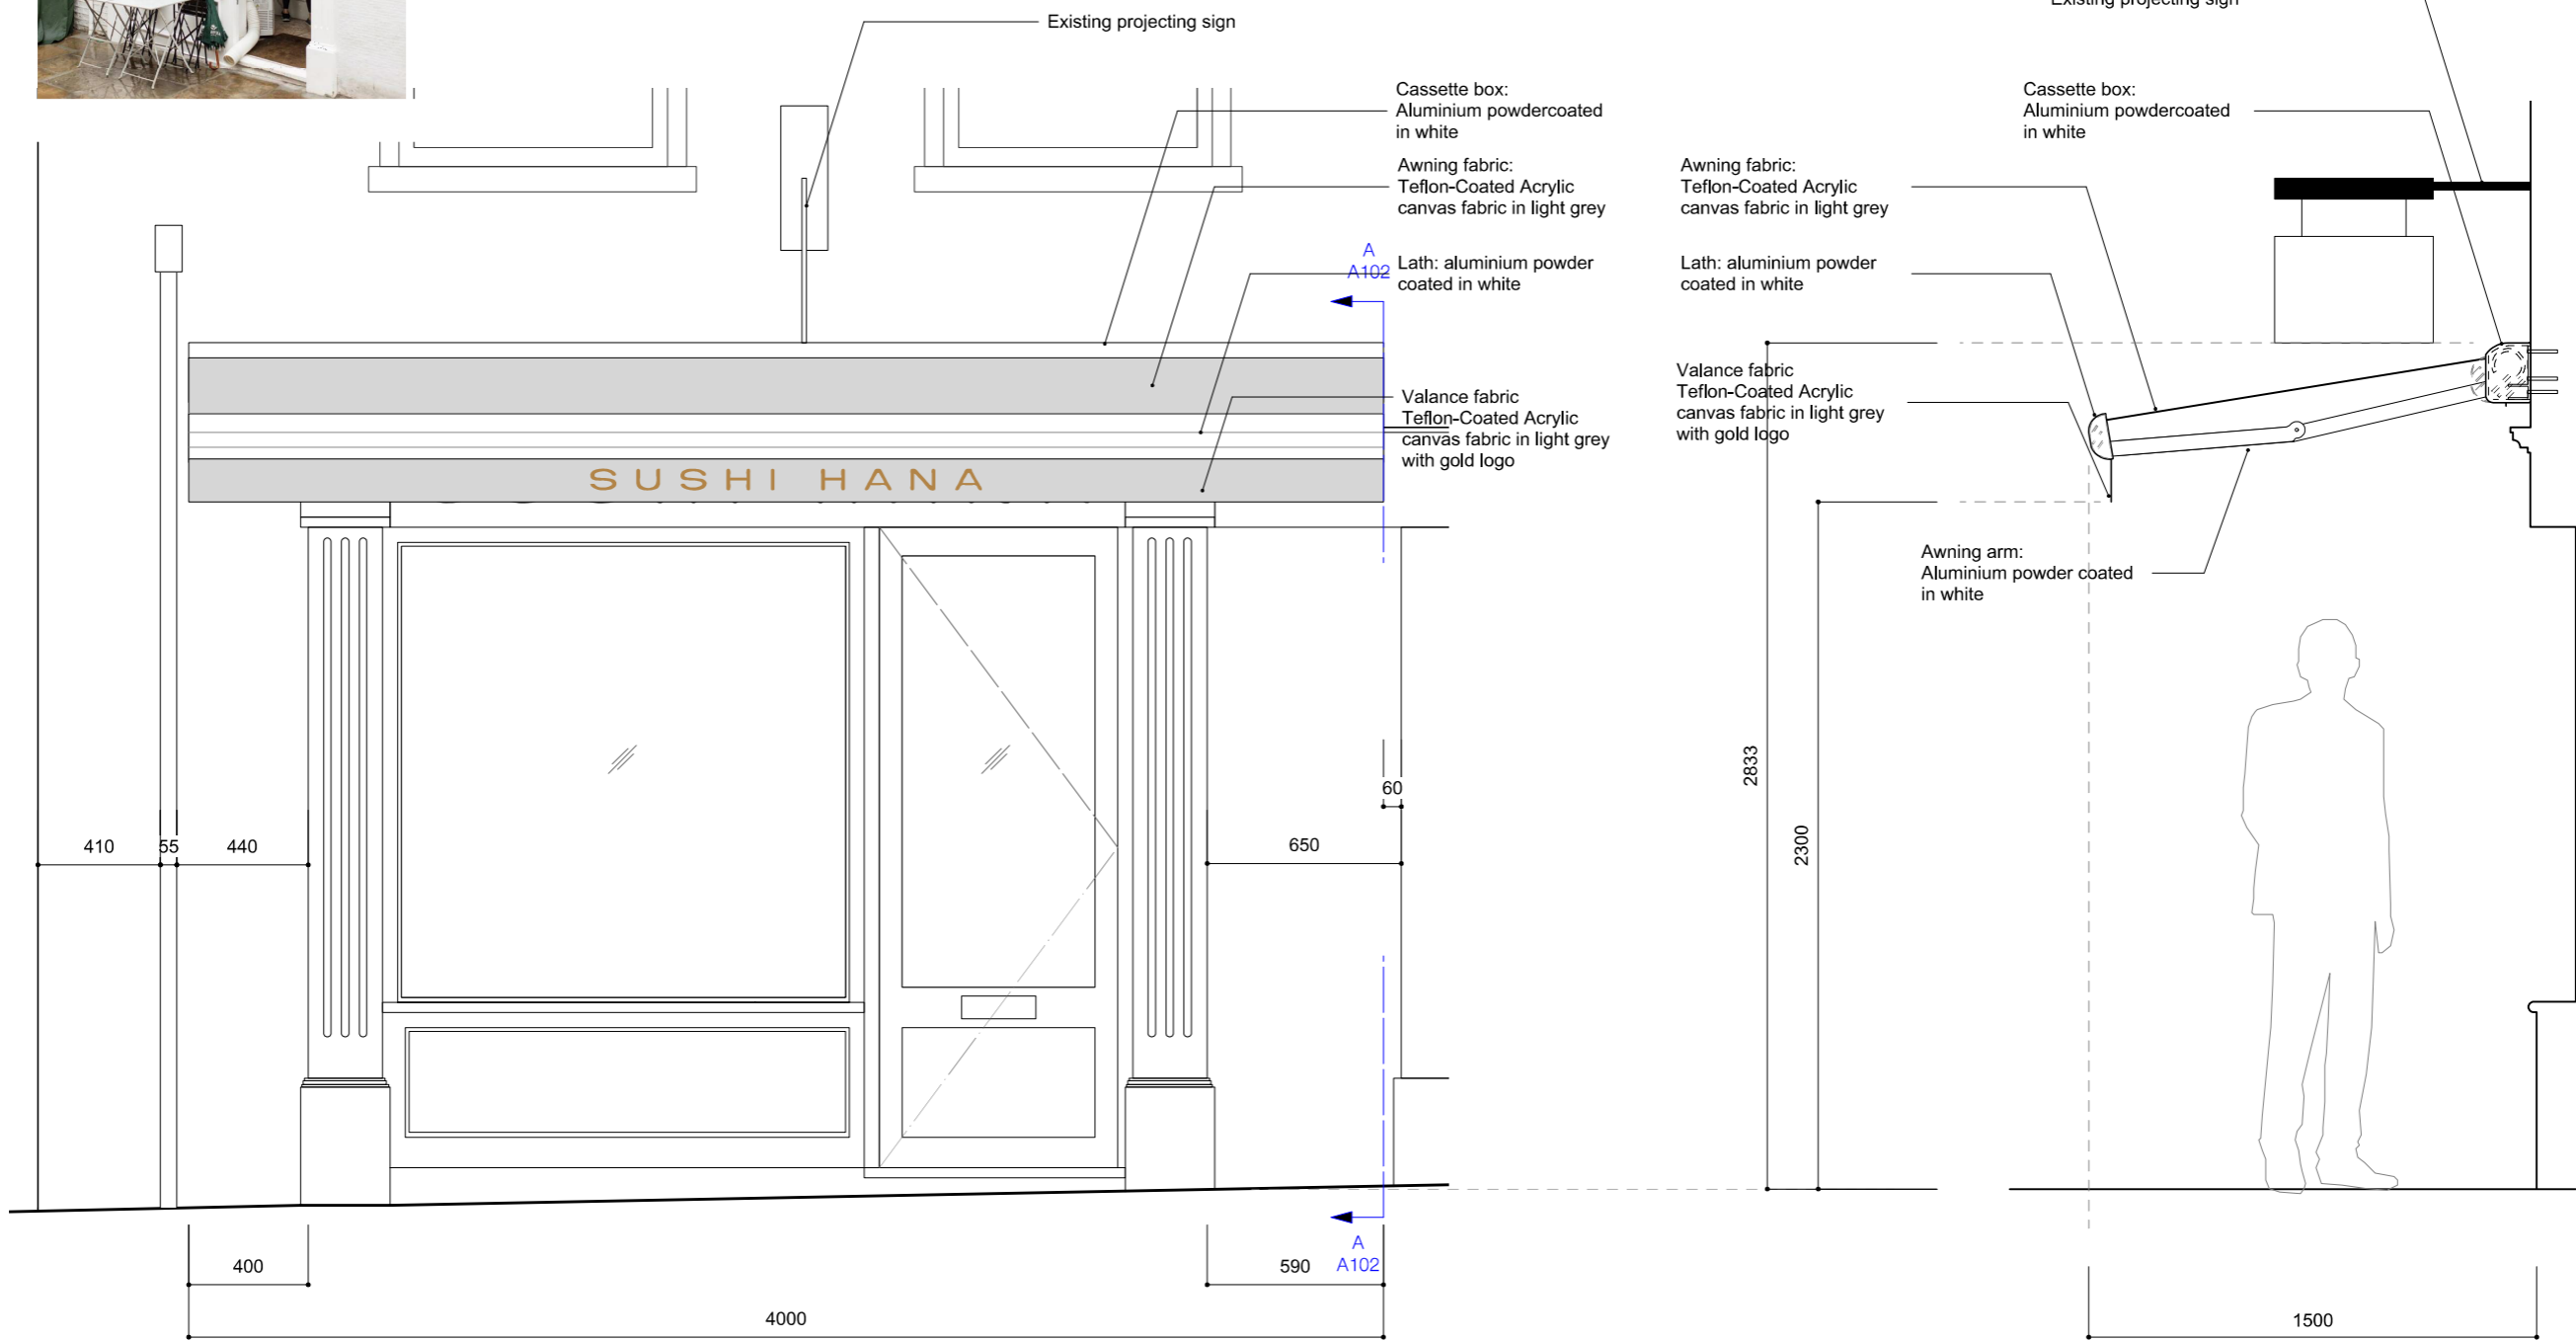 Existing projecting sign
Existing projecting sign
Cassette box:
Aluminium powdercoated
in white
Awning fabric:
Teflon-Coated Acrylic
canvas fabric in light grey
A
A102
Lath: aluminium powder
coated in white
Valance fabric
Teflon-Coated Acrylic
canvas fabric in light grey
with gold logo
Cassette box:
Aluminium powdercoated
in white
Awning fabric:
Teflon-Coated Acrylic
canvas fabric in light grey
Lath: aluminium powder
coated in white
Valance fabric
Teflon-Coated Acrylic
canvas fabric in light grey
with gold logo
Awning arm:
Aluminium powder coated
in white
SUSHI HANA
410
55
440
60
650
2833
2300
400
590
A
A102
4000
1500